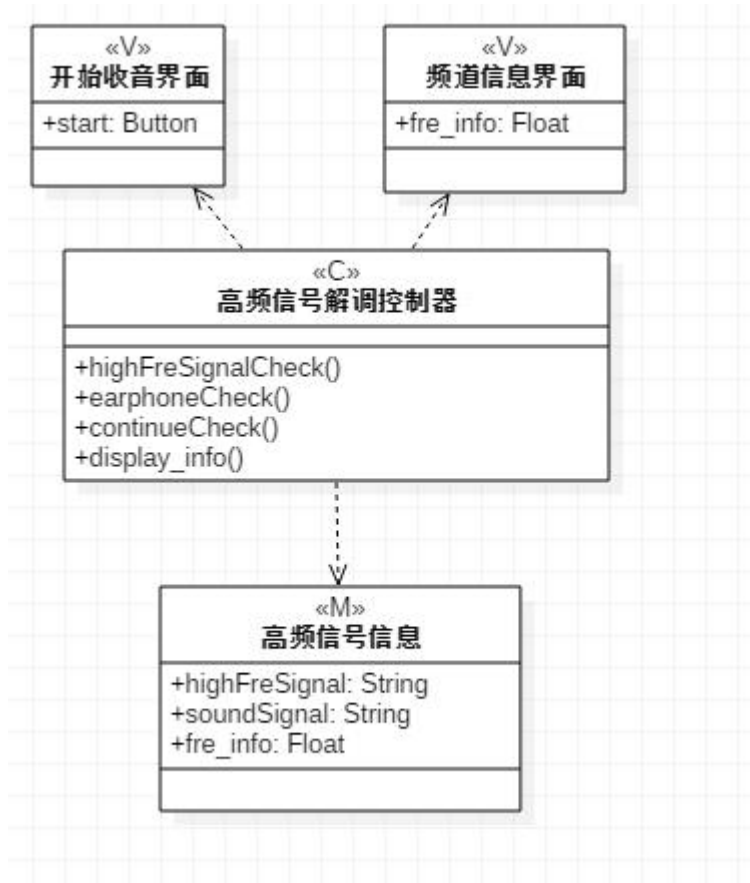 «V»
开始收音界面
+start: Button
«V»
频道信息界面
+fre_info: Float
«C»
高频信号解调控制器
+highFreSignalCheck()
+earphoneCheck()
+continueCheck()
+display_info()
«M»
高频信号信息
+highFreSignal: String
+soundSignal: String
+fre_info: Float